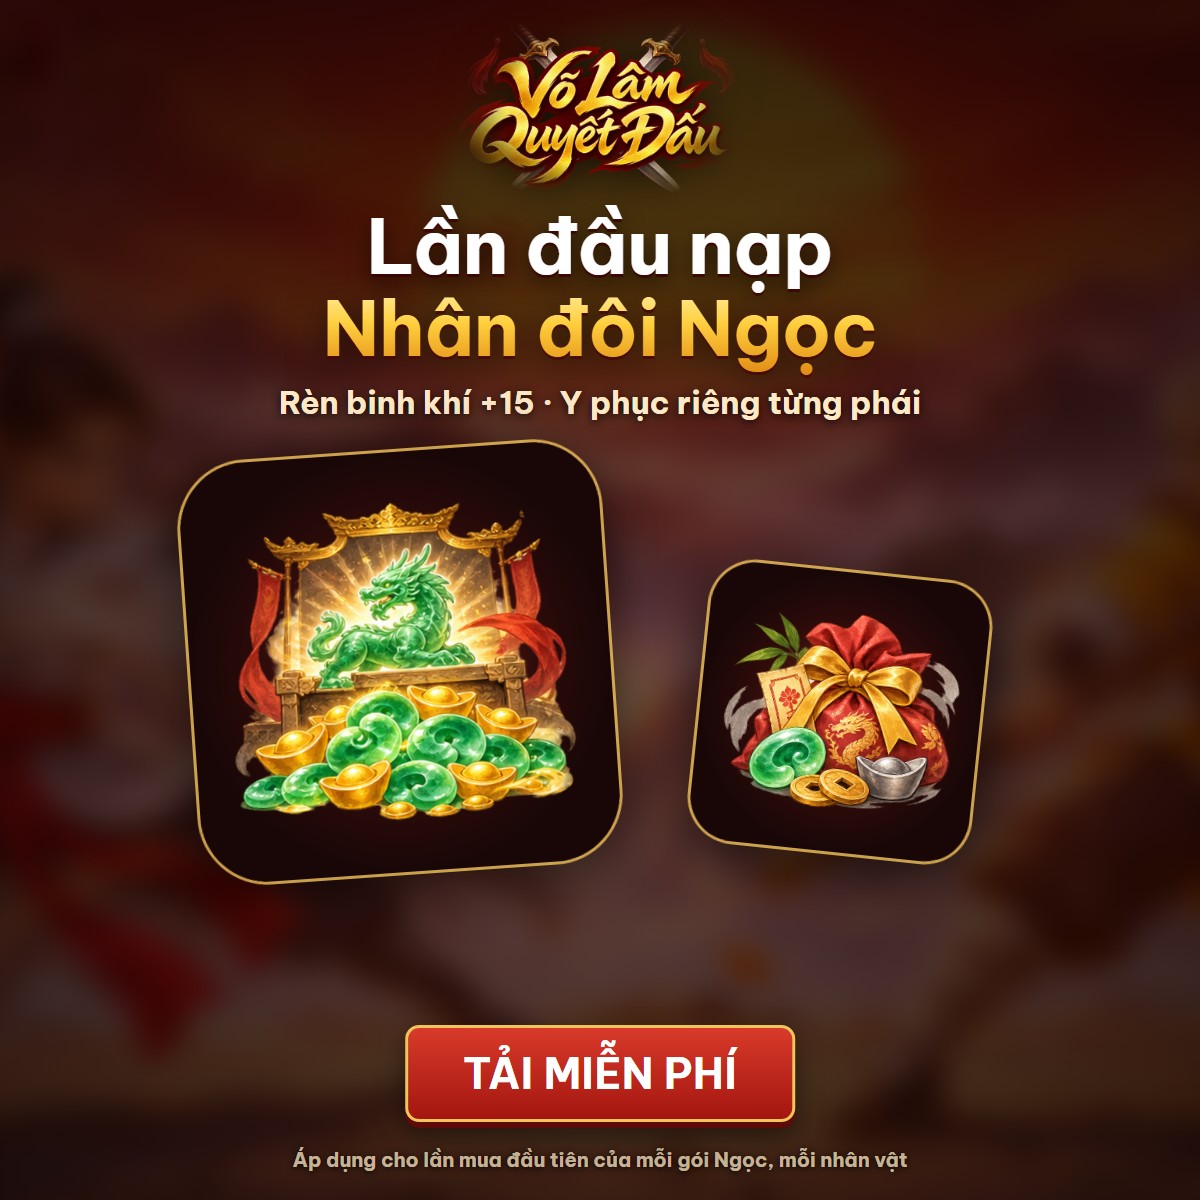 Võ Lâm
Quyết Đấu
Lần đầu nạp
Nhân đôi Ngọc
Rèn binh khí +15 · Y phục riêng từng phái
TẢI MIỄN PHÍ
Áp dụng cho lần mua đầu tiên của mỗi gói Ngọc, mỗi nhân vật